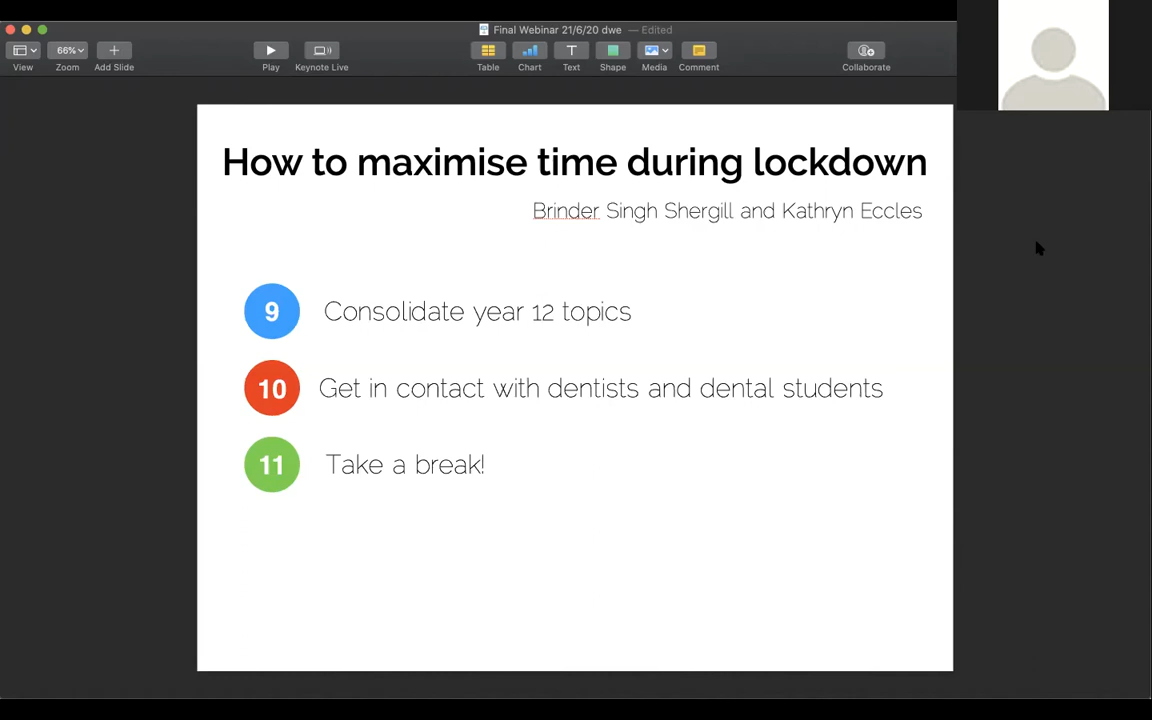 Final Webinar 21/6/20 dwe — Edited
66%
View Zoom Add Slide Play Keynote Live Table Chart Text Shape Media Comment Collaborate
How to maximise time during lockdown
Brinder Singh Shergill and Kathryn Eccles
9 Consolidate year 12 topics
10 Get in contact with dentists and dental students
11 Take a break!